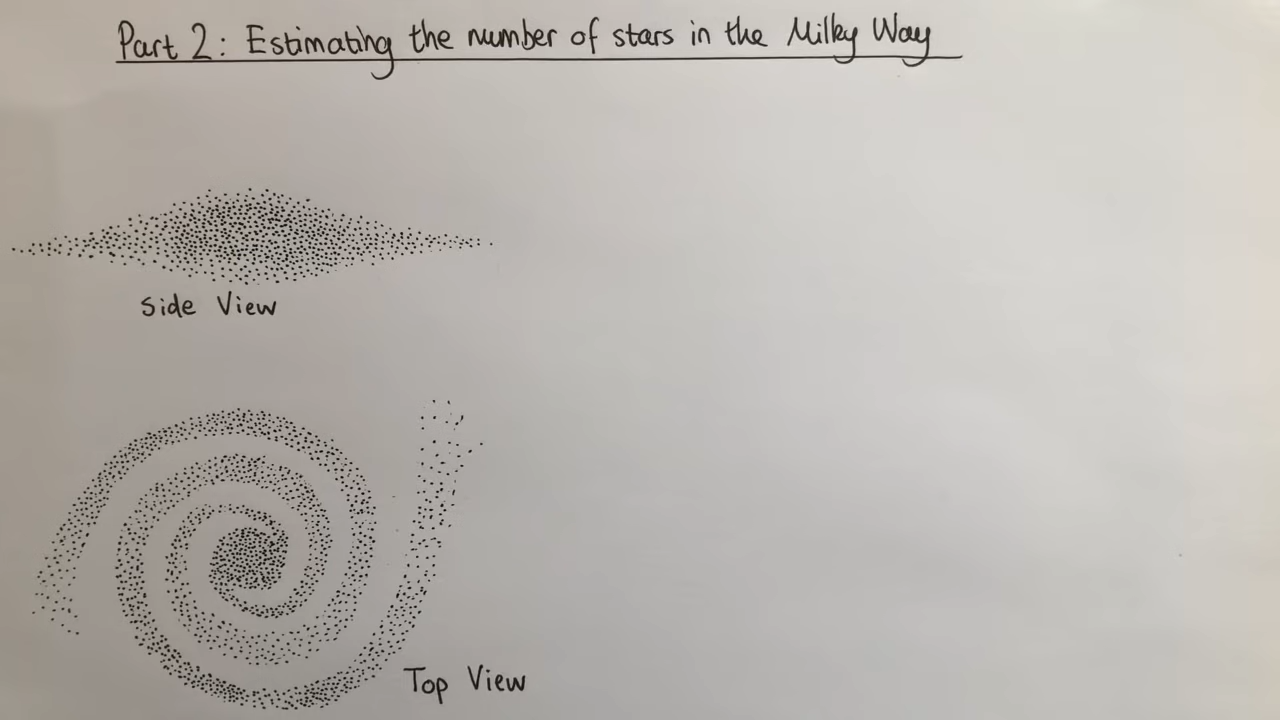 Part 2: Estimating the number of stars in the Milky Way
Side View
Top View